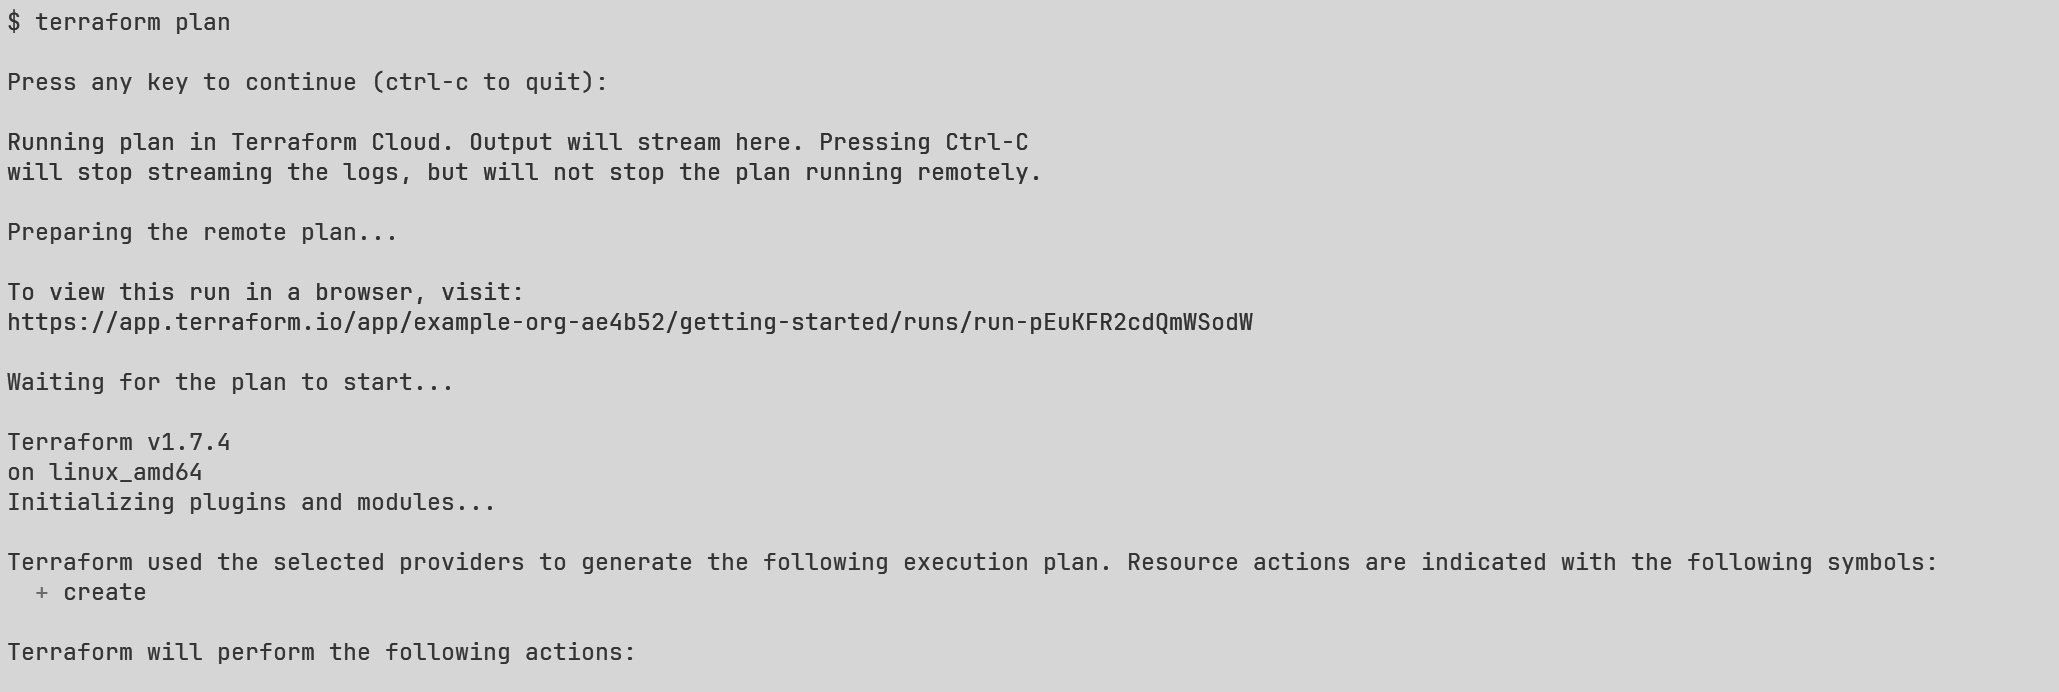 $ terraform plan
Press any key to continue (ctrl-c to quit):
Running plan in Terraform Cloud. Output will stream here. Pressing Ctrl-C
will stop streaming the logs, but will not stop the plan running remotely.
Preparing the remote plan...
To view this run in a browser, visit:
https://app.terraform.io/app/example-org-ae4b52/getting-started/runs/run-pEuKFR2cdQmWSodW
Waiting for the plan to start...
Terraform v1.7.4
on linux_amd64
Initializing plugins and modules...
Terraform used the selected providers to generate the following execution plan. Resource actions are indicated with the following symbols:
  + create
Terraform will perform the following actions: